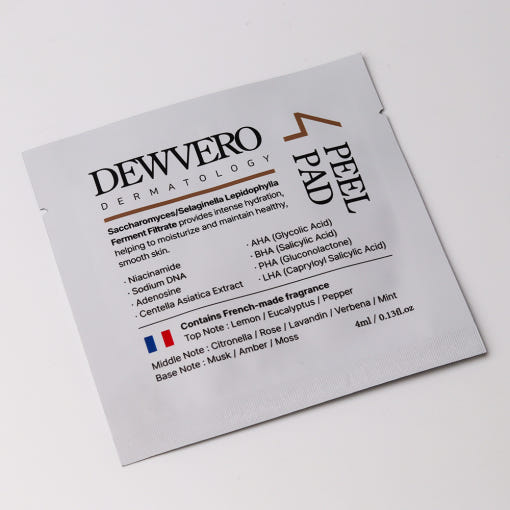 DEWVERO
DERMATOLOGY
PEEL
PAD
Saccharomyces/Selaginella Lepidophylla
Ferment Filtrate provides intense hydration,
helping to moisturize and maintain healthy,
smooth skin.
· Niacinamide
· Sodium DNA
· Adenosine
· Centella Asiatica Extract
· AHA (Glycolic Acid)
· BHA (Salicylic Acid)
· PHA (Gluconolactone)
· LHA (Capryloyl Salicylic Acid)
Contains French-made fragrance
Top Note : Lemon / Eucalyptus / Pepper
Middle Note : Citronella / Rose / Lavandin / Verbena / Mint
Base Note : Musk / Amber / Moss
4ml / 0.13fl.oz